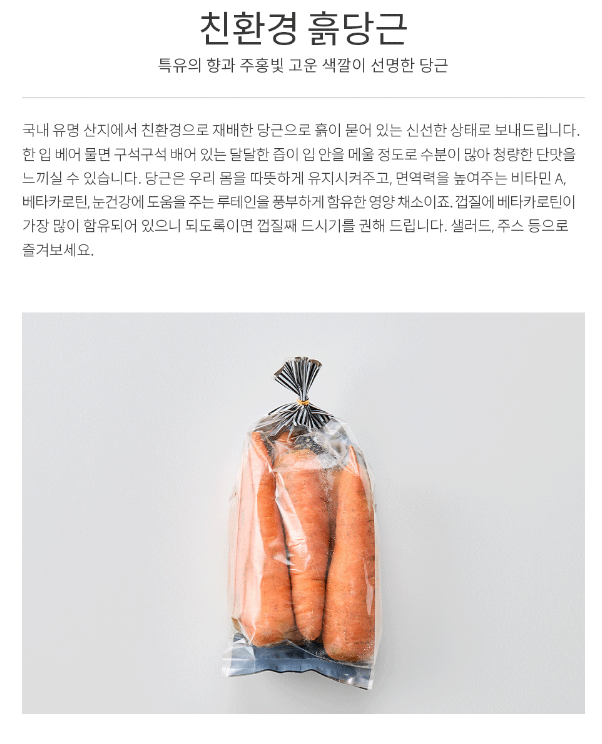 친환경 흙당근
특유의 향과 주홍빛 고운 색깔이 선명한 당근
국내 유명 산지에서 친환경으로 재배한 당근으로 흙이 묻어 있는 신선한 상태로 보내드립니다.
한 입 베어 물면 구석구석 배어 있는 달달한 즙이 입 안을 메울 정도로 수분이 많아 청량한 단맛을
느끼실 수 있습니다. 당근은 우리 몸을 따뜻하게 유지시켜주고, 면역력을 높여주는 비타민 A,
베타카로틴, 눈건강에 도움을 주는 루테인을 풍부하게 함유한 영양 채소이죠. 껍질에 베타카로틴이
가장 많이 함유되어 있으니 되도록이면 껍질째 드시기를 권해 드립니다. 샐러드, 주스 등으로
즐겨보세요.